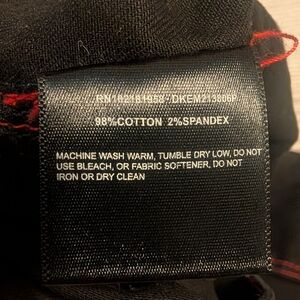 98%COTTON 2%SPANDEX
MACHINE WASH WARM, TUMBLE DRY LOW, DO NOT
USE BLEACH, OR FABRIC SOFTENER, DO NOT
IRON OR DRY CLEAN